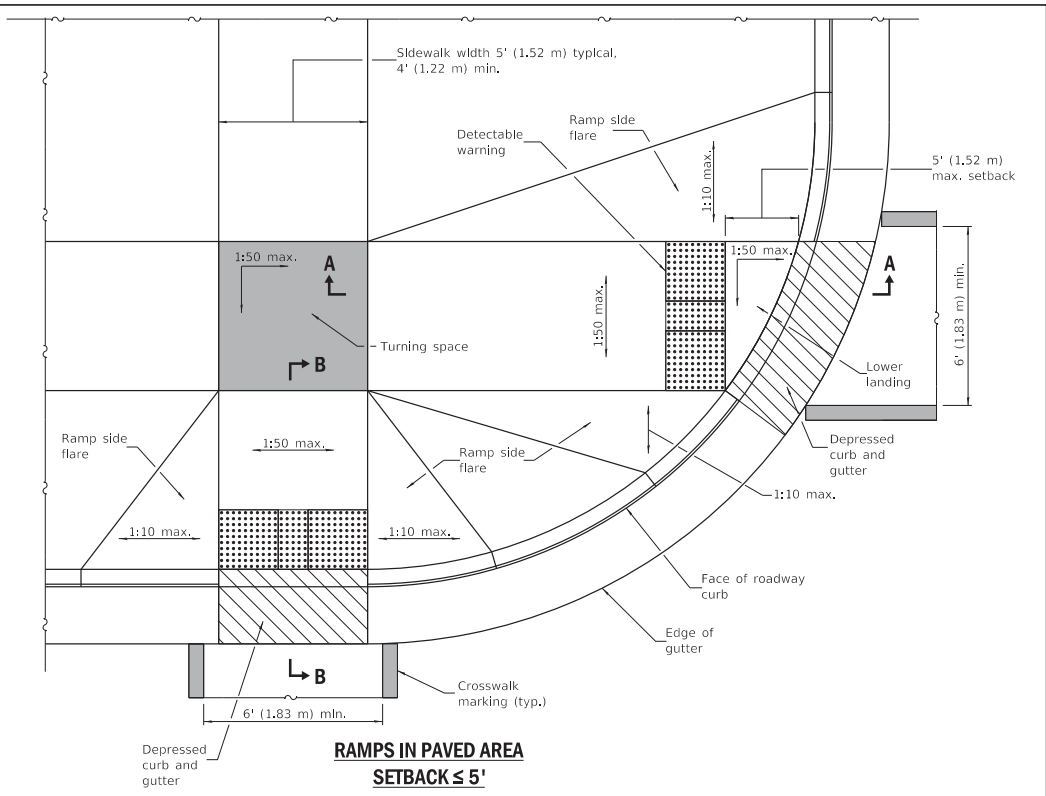 Sidewalk width 5' (1.52 m) typical,
4' (1.22 m) min.
Detectable
warning
Ramp side
flare
1:10 max.
5' (1.52 m)
max. setback
1:50 max.
A
Turning space
B
1:50 max.
1:50 max.
A
6' (1.83 m) min.
Lower
landing
Ramp side
flare
1:50 max.
Ramp side
flare
Depressed
curb and
gutter
1:10 max.
1:10 max.
1:10 max.
Face of roadway
curb
Edge of
gutter
B
Crosswalk
marking (typ.)
6' (1.83 m) min.
Depressed
curb and
gutter
RAMPS IN PAVED AREA
SETBACK ≤ 5'